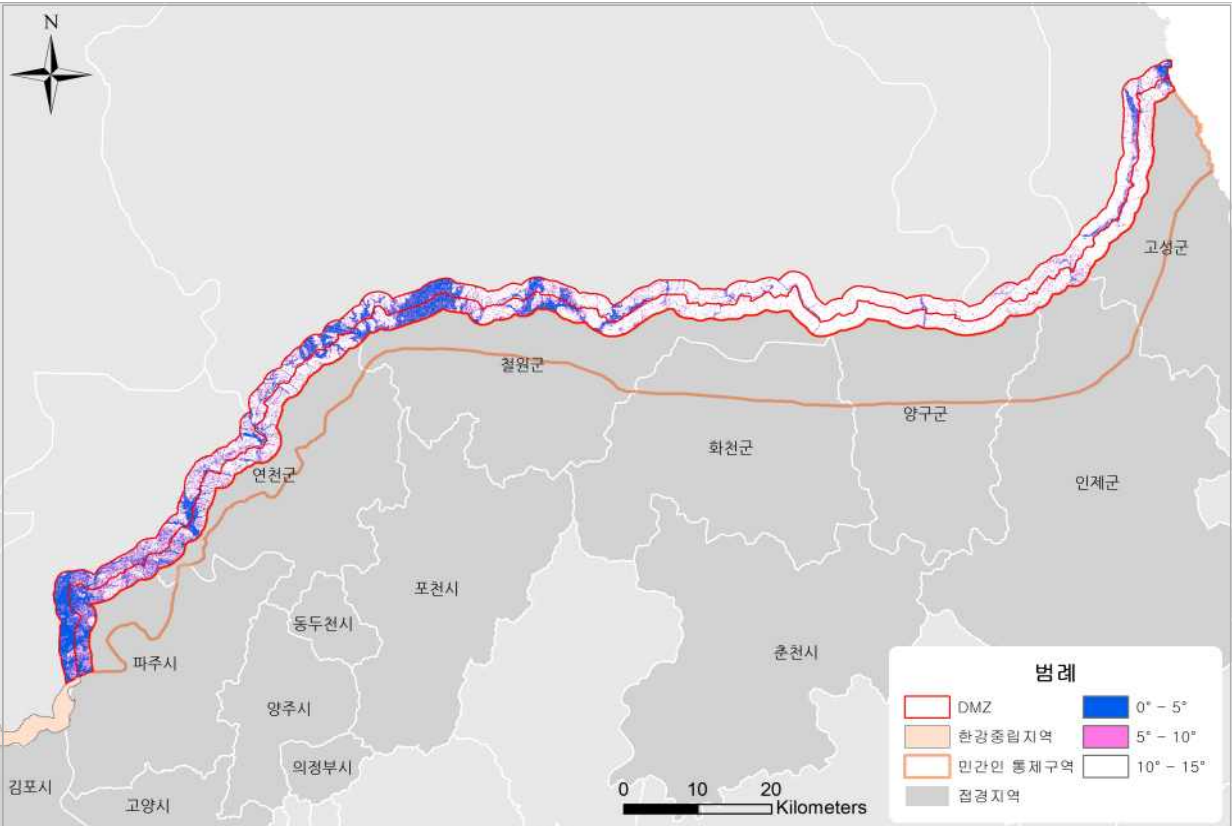 N
고성군
철원군
양구군
화천군
연천군
인제군
포천시
동두천시
춘천시
파주시
양주시
의정부시
김포시
고양시
0 10 20
Kilometers
범례
DMZ
한강중립지역
민간인 통제구역
접경지역
0° - 5°
5° - 10°
10° - 15°